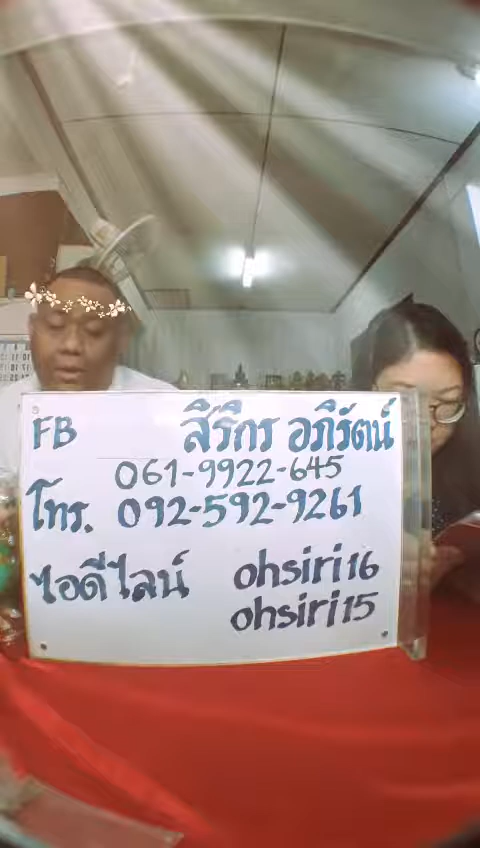 FB สิริกร อภิรัตน์
061-9922-645
โทร. 092-592-9261
ไอดีไลน์ ohsiri16
ohsiri15